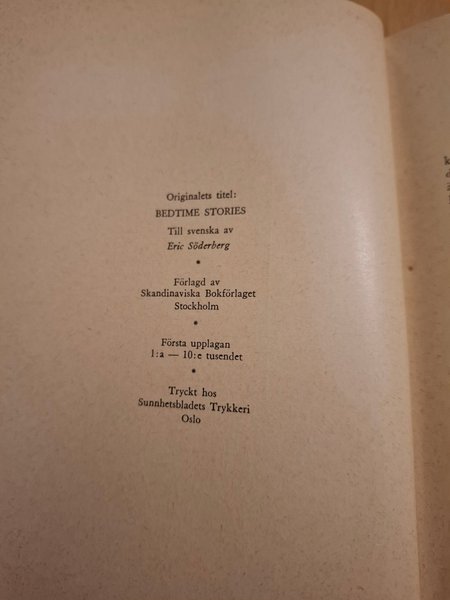 Originalets titel:
BEDTIME STORIES
Till svenska av
Eric Söderberg
*
Förlagd av
Skandinaviska Bokförlaget
Stockholm
*
Första upplagan
1:a — 10:e tusendet
*
Tryckt hos
Sunnhetsbladets Trykkeri
Oslo